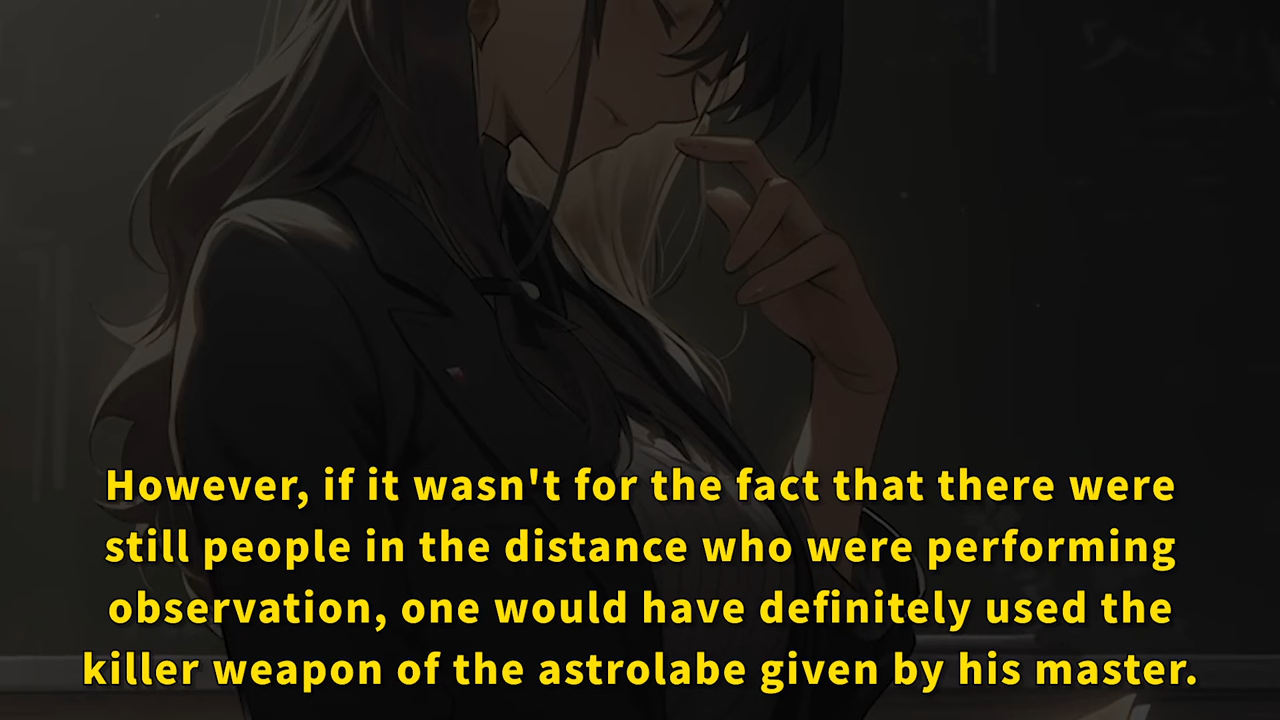 However, if it wasn't for the fact that there were
still people in the distance who were performing
observation, one would have definitely used the
killer weapon of the astrolabe given by his master.